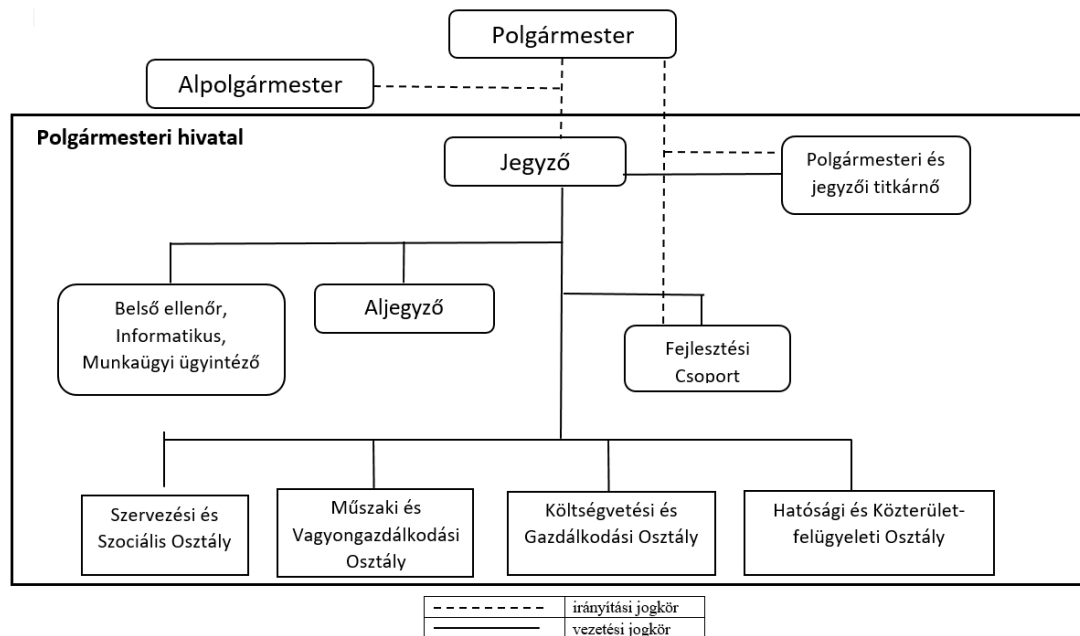 Polgármester
Alpolgármester
Polgármesteri hivatal
Jegyző
Polgármesteri és
jegyzői titkárnő
Belső ellenőr,
Informatikus,
Munkaügyi ügyintéző
Aljegyző
Fejlesztési
Csoport
Szervezési és
Szociális Osztály
Műszaki és
Vagyongazdálkodási
Osztály
Költségvetési és
Gazdálkodási Osztály
Hatósági és Közterület-
felügyeleti Osztály
irányítási jogkör
vezetési jogkör